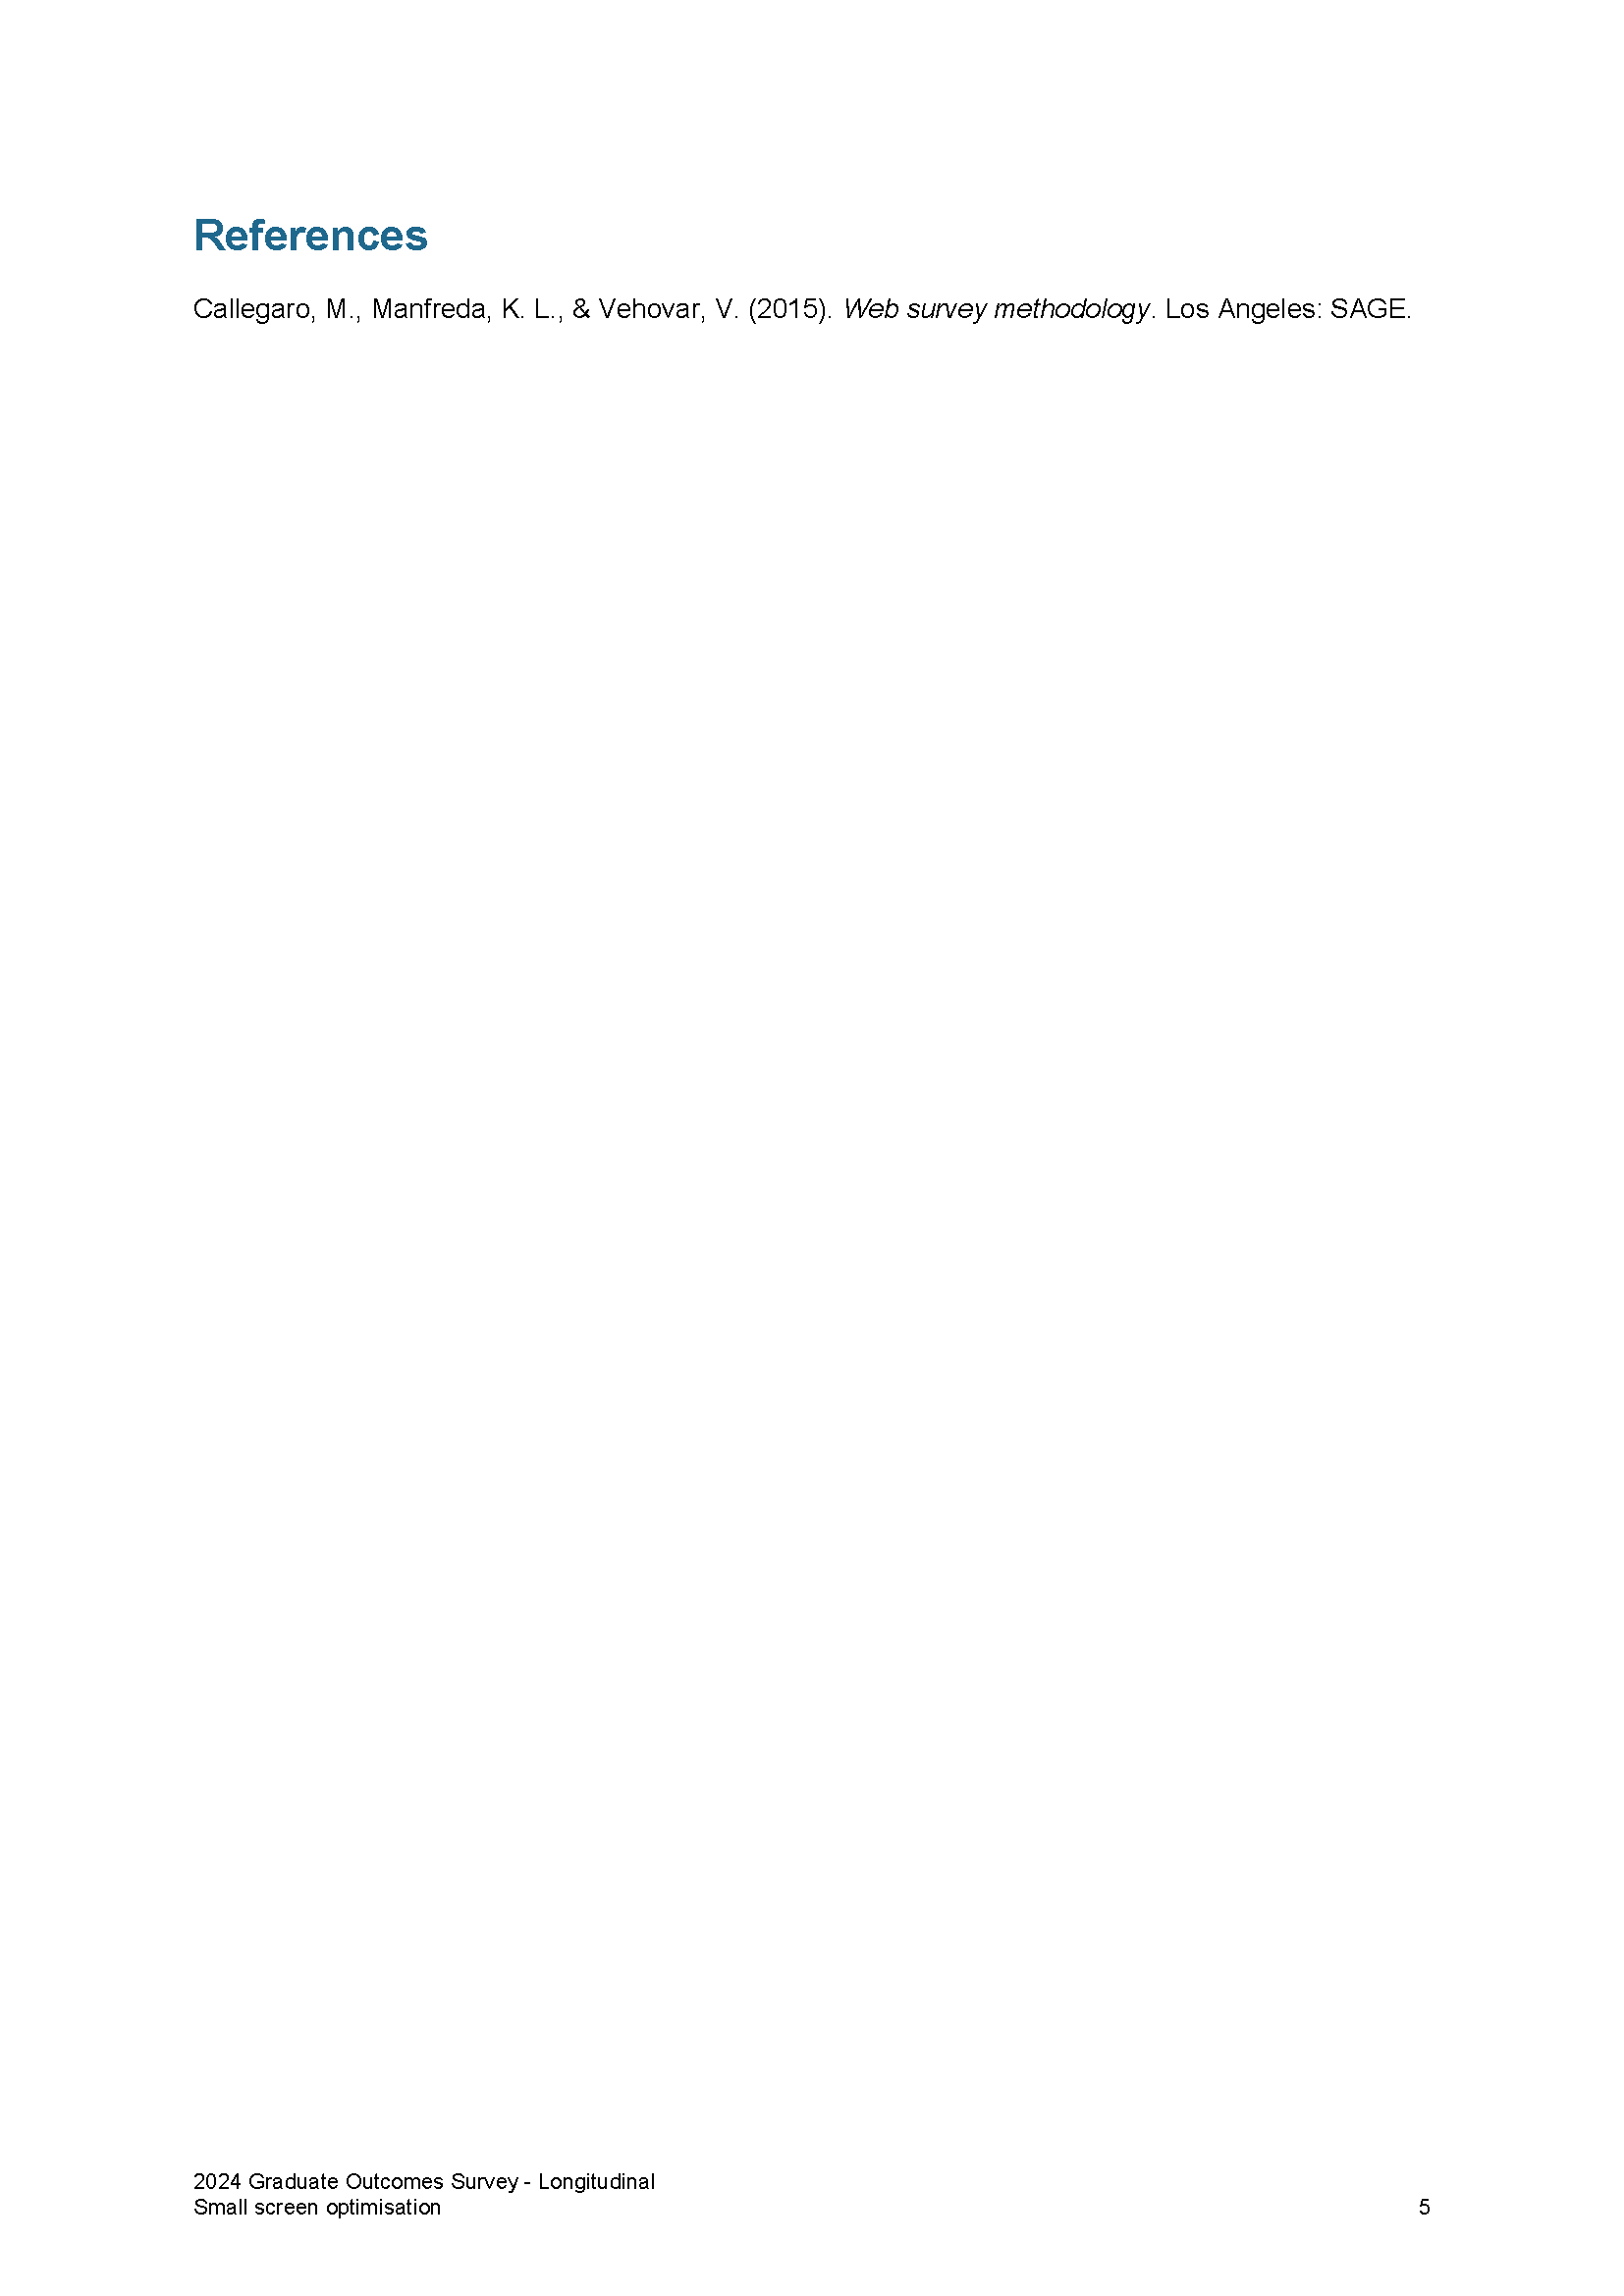 References
Callegaro, M., Manfreda, K. L., & Vehovar, V. (2015). Web survey methodology. Los Angeles: SAGE.
2024 Graduate Outcomes Survey - Longitudinal
Small screen optimisation
5